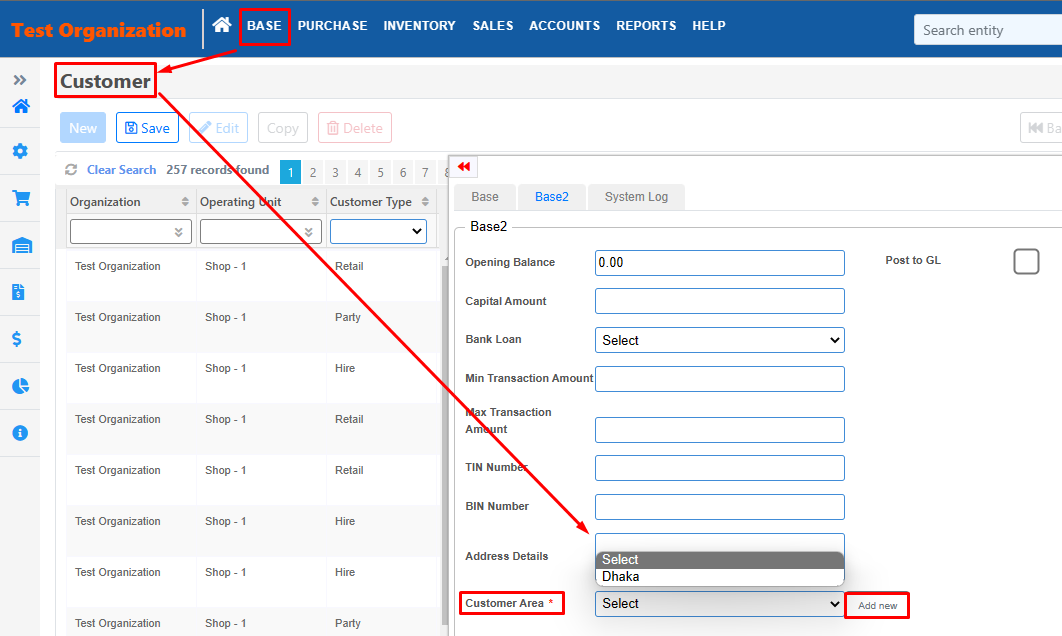 Test Organization
BASE PURCHASE INVENTORY SALES ACCOUNTS REPORTS HELP
Search entity
Customer
New Save Edit Copy Delete
Clear Search 257 records found 1 2 3 4 5 6 7
Organization Operating Unit Customer Type
Test Organization Shop - 1 Retail
Test Organization Shop - 1 Party
Test Organization Shop - 1 Hire
Test Organization Shop - 1 Retail
Test Organization Shop - 1 Retail
Test Organization Shop - 1 Hire
Test Organization Shop - 1 Hire
Test Organization Shop - 1 Party
Base Base2 System Log
Base2
Opening Balance 0.00 Post to GL
Capital Amount
Bank Loan Select
Min Transaction Amount
Max Transaction
Amount
TIN Number
BIN Number
Address Details
Select
Dhaka
Customer Area * Select Add new